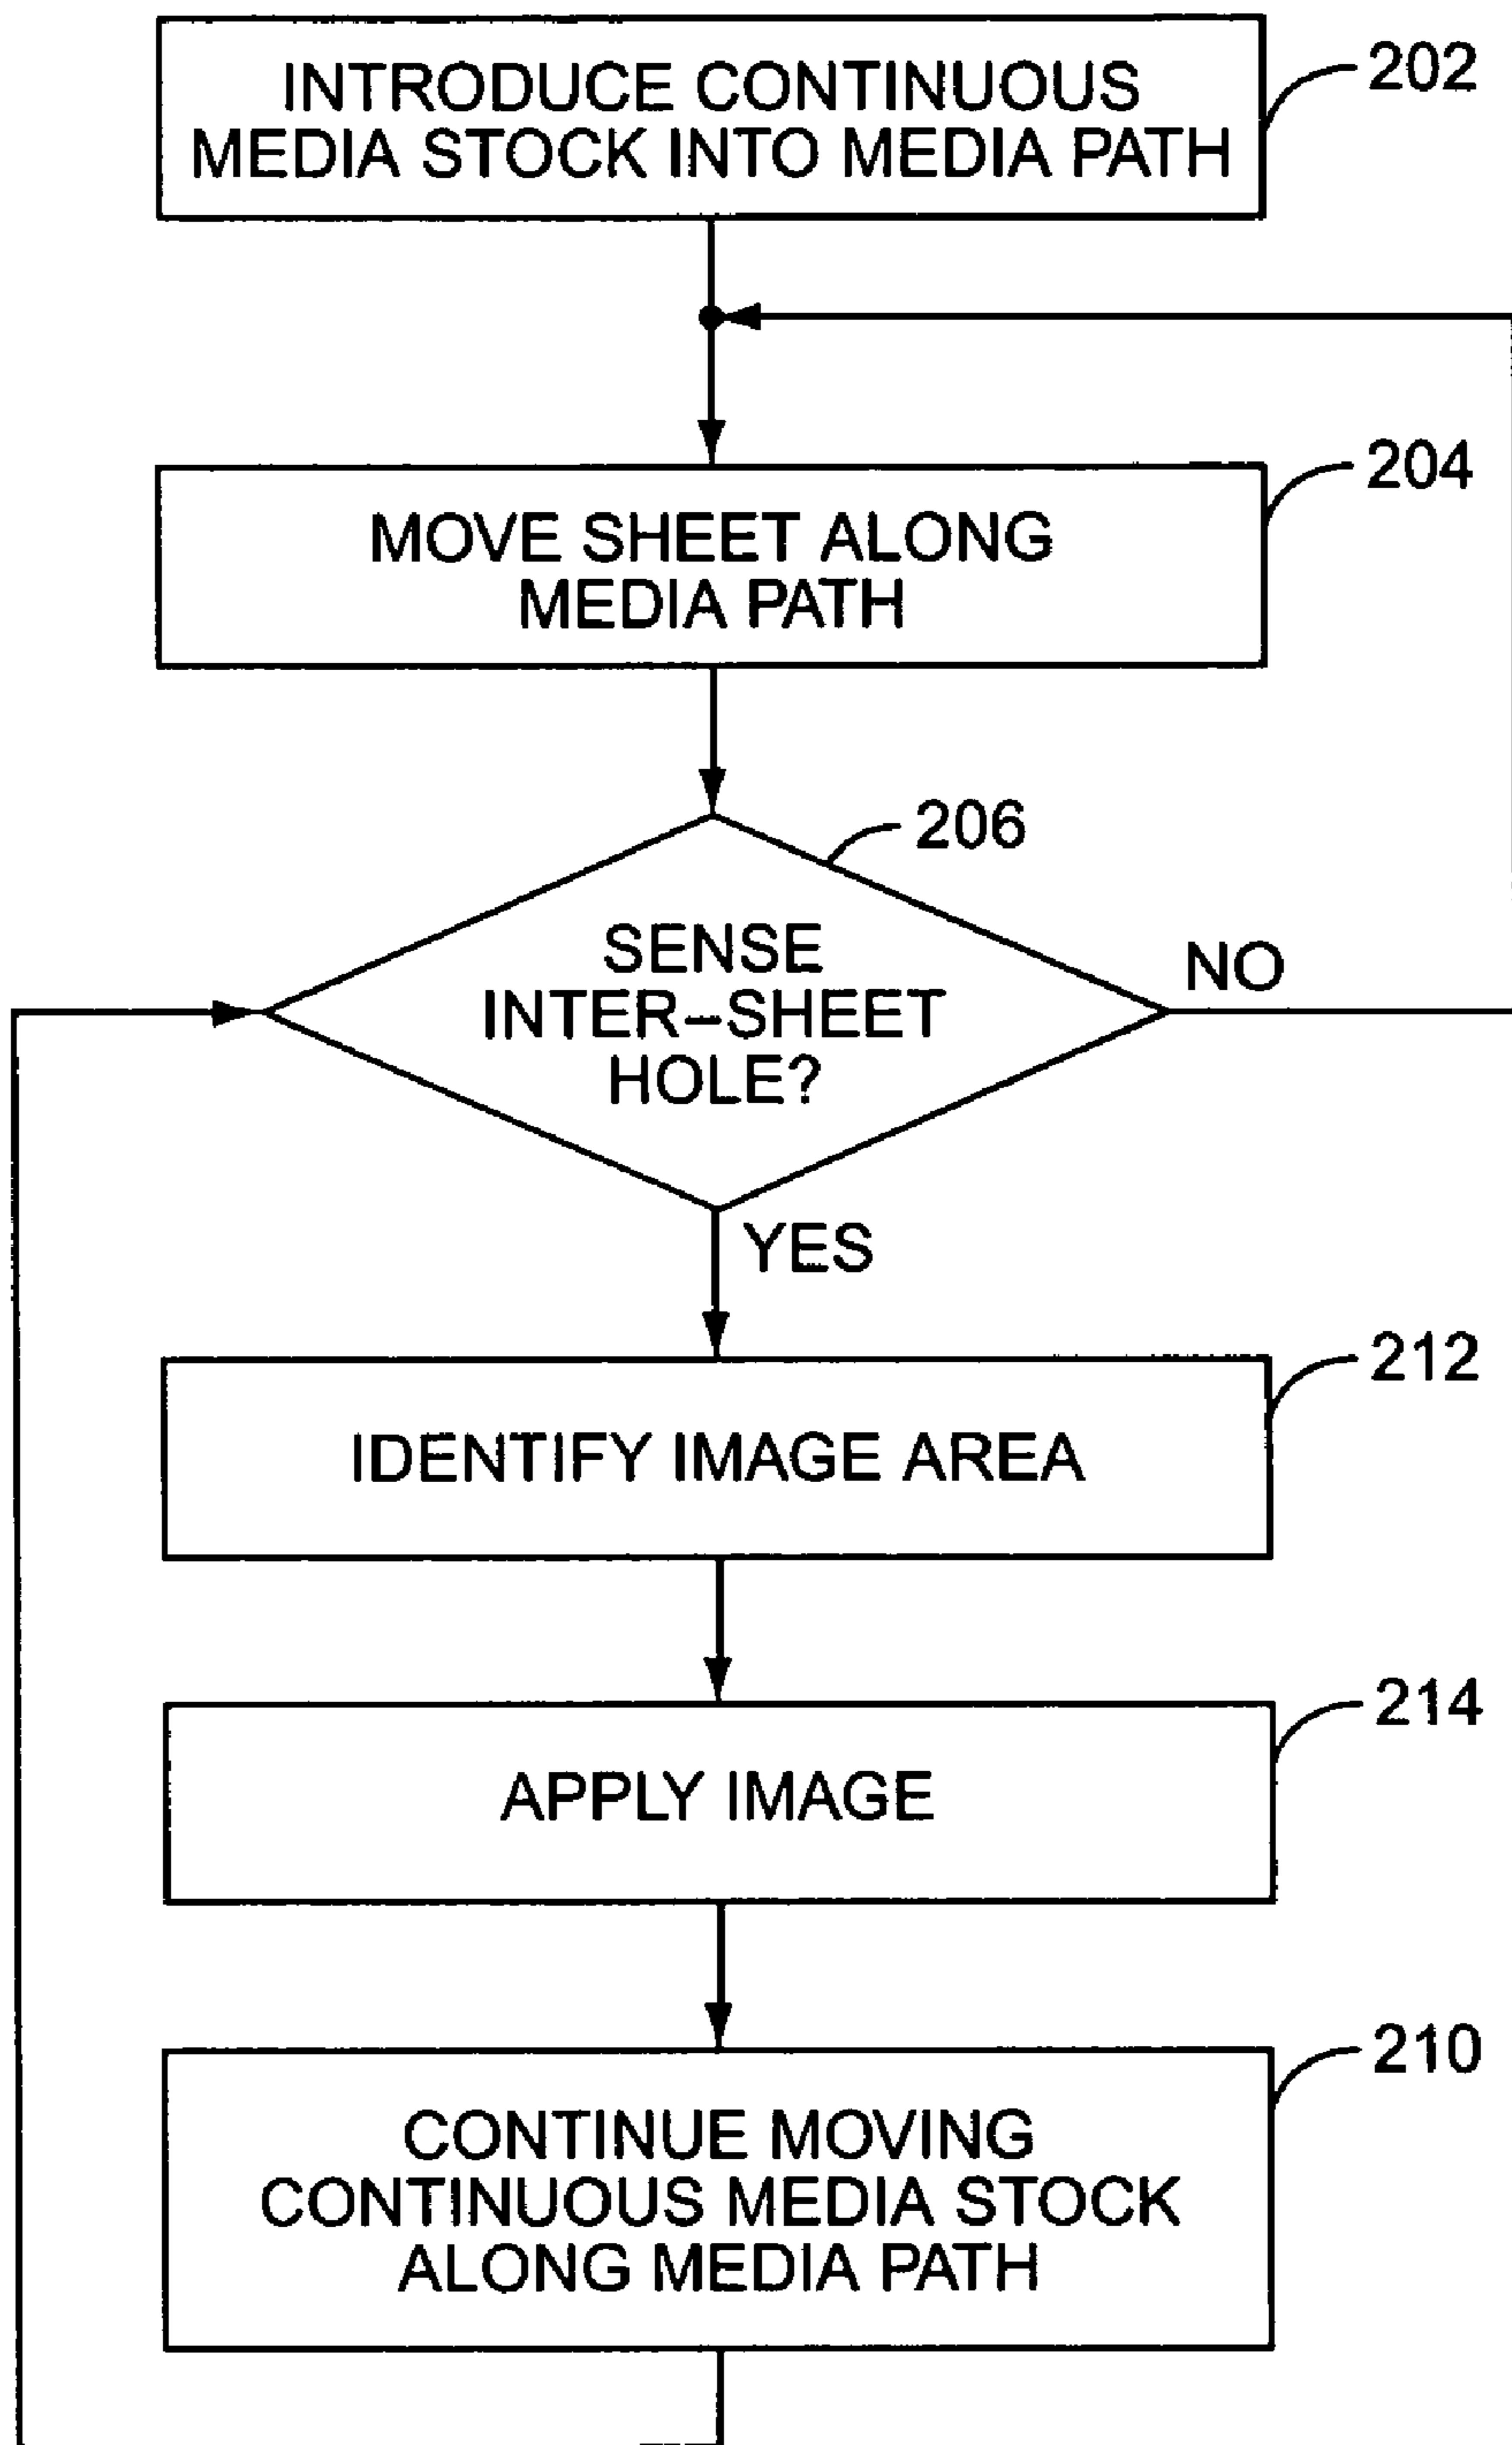 INTRODUCE CONTINUOUS
MEDIA STOCK INTO MEDIA PATH
202
MOVE SHEET ALONG
MEDIA PATH
204
206
SENSE
INTER-SHEET
HOLE?
NO
YES
212
IDENTIFY IMAGE AREA
214
APPLY IMAGE
210
CONTINUE MOVING
CONTINUOUS MEDIA STOCK
ALONG MEDIA PATH